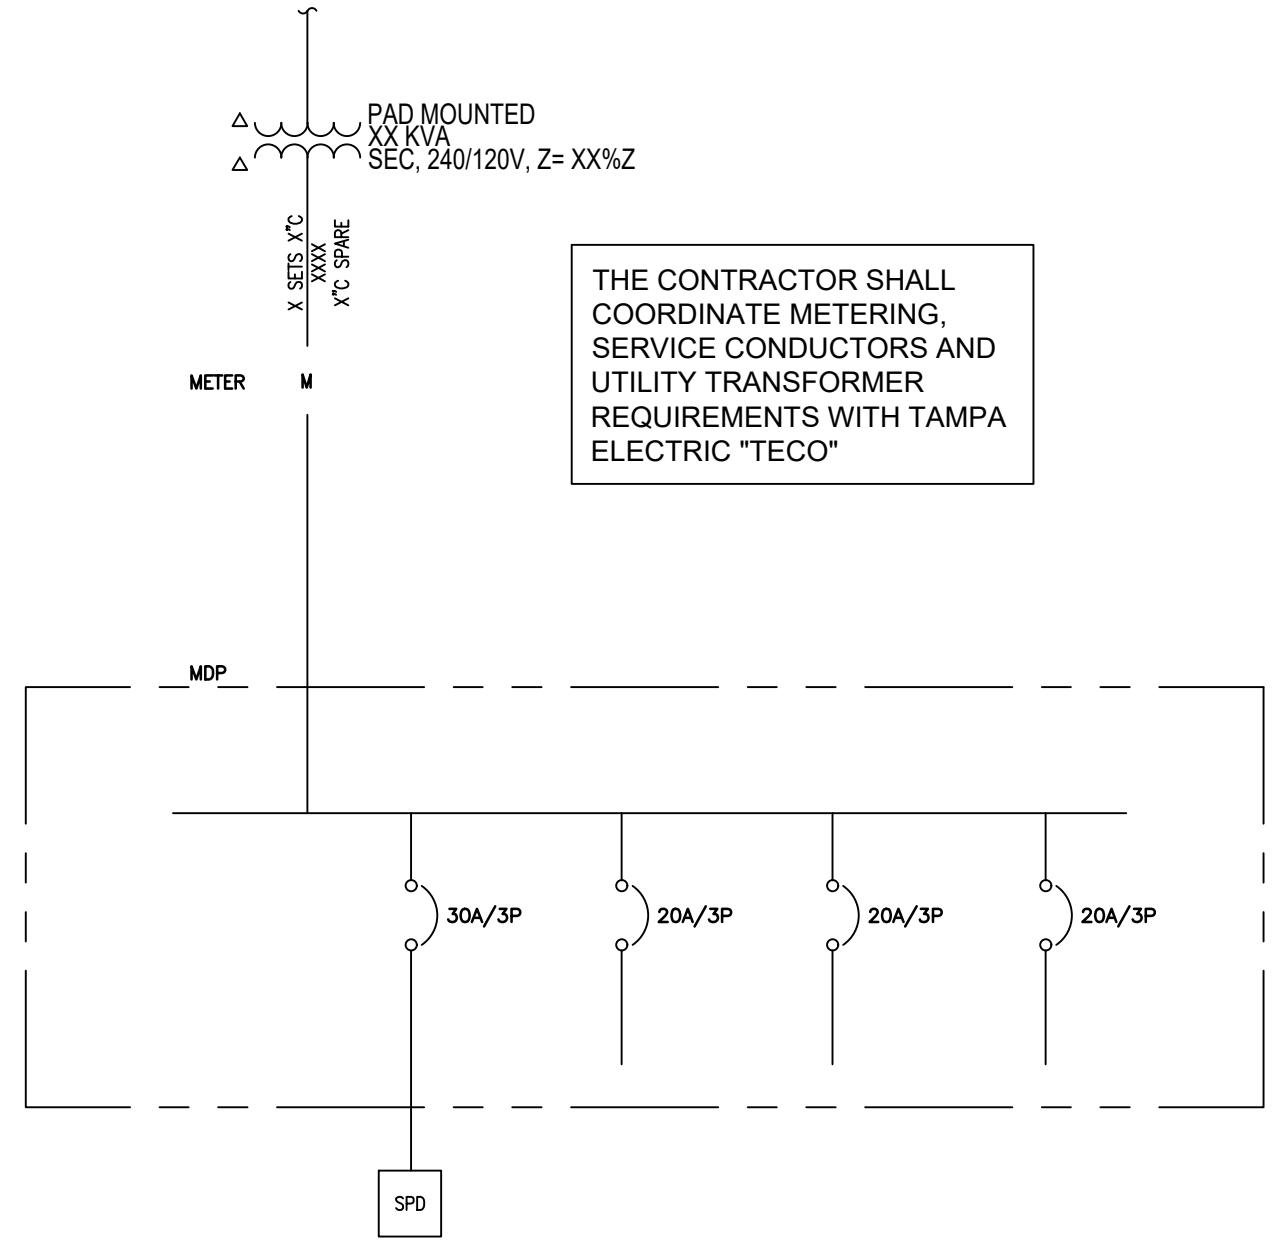 PAD MOUNTED
XX KVA
SEC, 240/120V, Z= XX%Z
X SETS X"C
XXXX
X"C SPARE
THE CONTRACTOR SHALL
COORDINATE METERING,
SERVICE CONDUCTORS AND
UTILITY TRANSFORMER
REQUIREMENTS WITH TAMPA
ELECTRIC "TECO"
METER
M
MDP
30A/3P
20A/3P
20A/3P
20A/3P
SPD